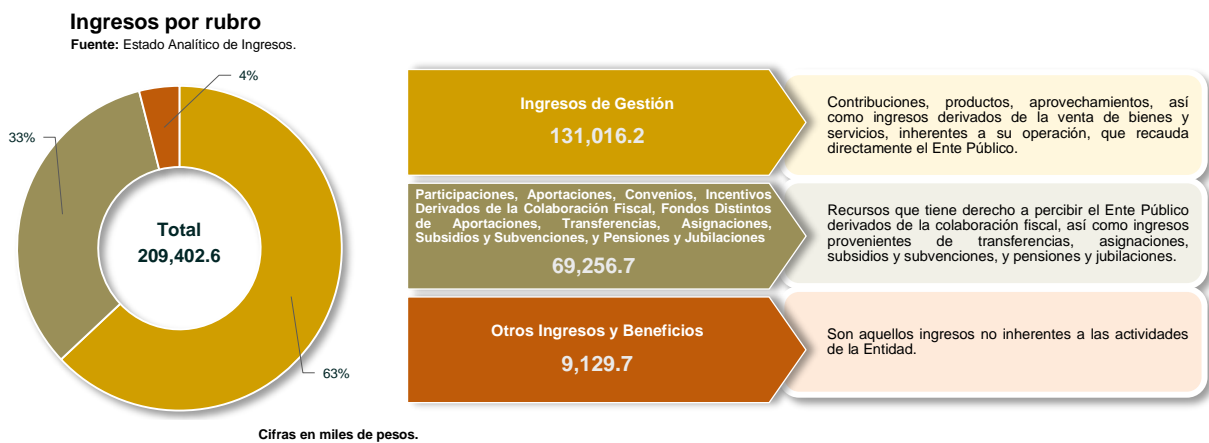 Ingresos por rubro
Fuente: Estado Analítico de Ingresos.
4%
33%
Total
209,402.6
63%
Ingresos de Gestión
131,016.2
Contribuciones, productos, aprovechamientos, así
como ingresos derivados de la venta de bienes y
servicios, inherentes a su operación, que recauda
directamente el Ente Público.
Participaciones, Aportaciones, Convenios, Incentivos
Derivados de la Colaboración Fiscal, Fondos Distintos
de Aportaciones, Transferencias, Asignaciones,
Subsidios y Subvenciones, y Pensiones y Jubilaciones
69,256.7
Recursos que tiene derecho a percibir el Ente Público
derivados de la colaboración fiscal, así como ingresos
provenientes de transferencias, asignaciones,
subsidios y subvenciones, y pensiones y jubilaciones.
Otros Ingresos y Beneficios
9,129.7
Son aquellos ingresos no inherentes a las actividades
de la Entidad.
Cifras en miles de pesos.